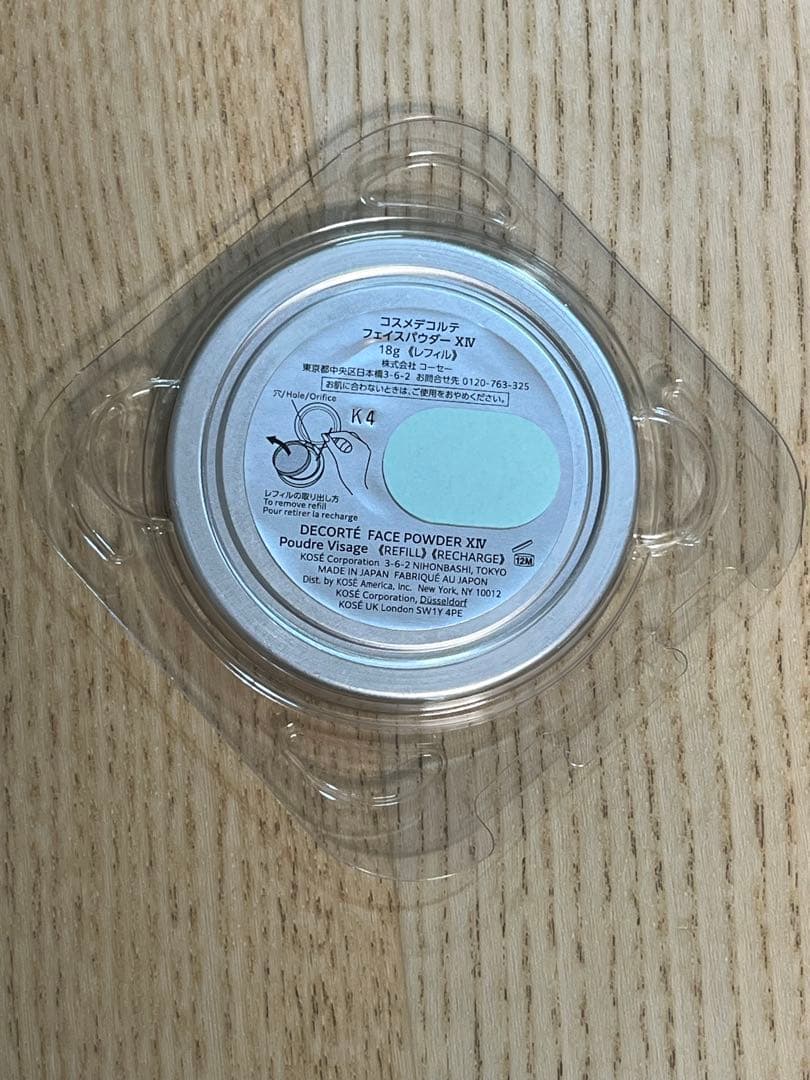 コスメデコルテ
フェイスパウダー XⅣ
18g 《レフィル》
株式会社 コーセー
東京都中央区日本橋3-6-2 お問合せ先 0120-763-325
お肌に合わないときは、ご使用をおやめください。
穴/Hole/Orifice
K4
レフィルの取り出し方
To remove refill
Pour retirer la recharge
DECORTÉ FACE POWDER XⅣ
Poudre Visage 《REFILL》《RECHARGE》
12M
KOSÉ Corporation 3-6-2 NIHONBASHI, TOKYO
MADE IN JAPAN FABRIQUÉ AU JAPON
Dist. by KOSÉ America, Inc. New York, NY 10012
KOSÉ Corporation, Düsseldorf
KOSÉ UK London SW1Y 4PE